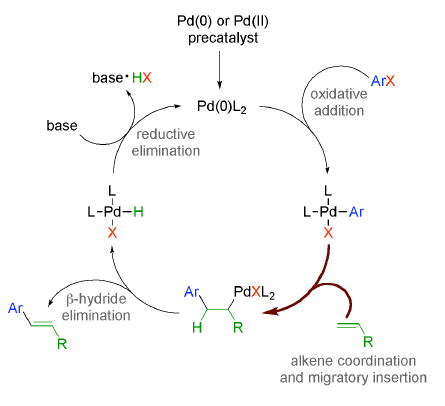 Pd(0) or Pd(II)
precatalyst
base•HX
ArX
oxidative
addition
Pd(0)L2
base
reductive
elimination
L
L–Pd–H
X
L
L–Pd–Ar
X
β-hydride
elimination
Ar
R
Ar
PdXL2
H
R
R
alkene coordination
and migratory insertion